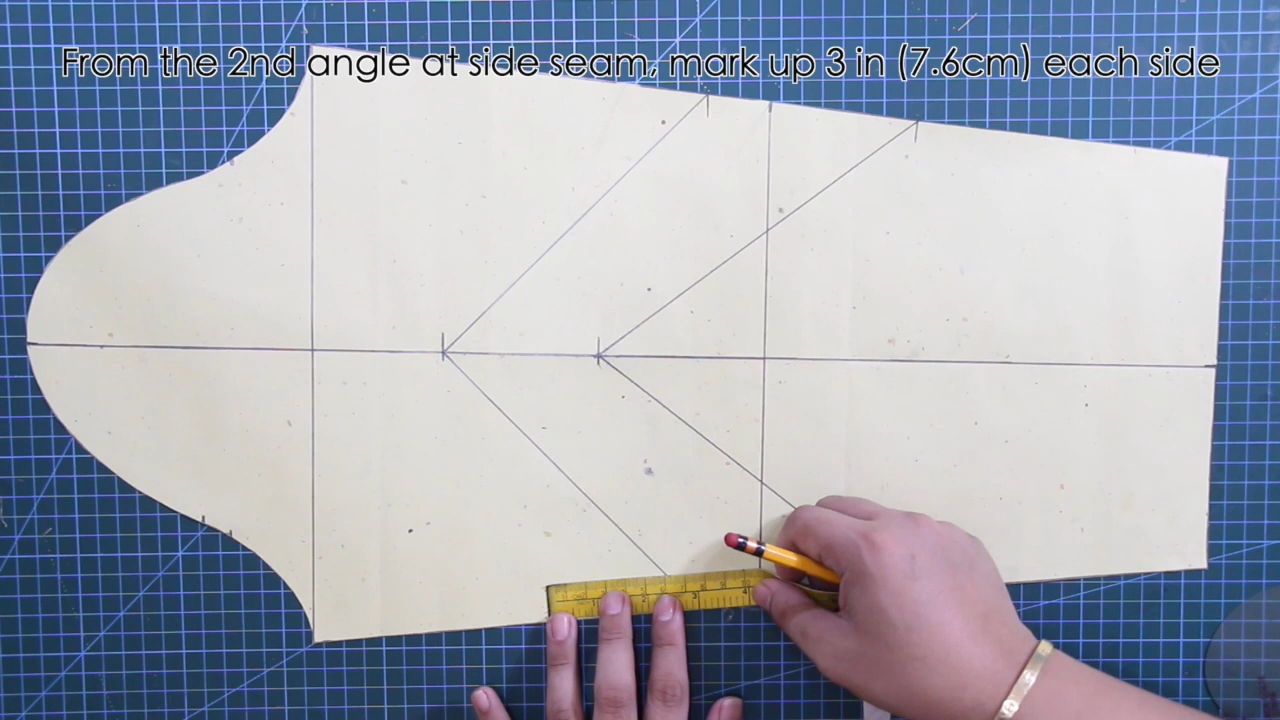 From the 2nd angle at side seam, mark up 3 in (7.6cm) each side